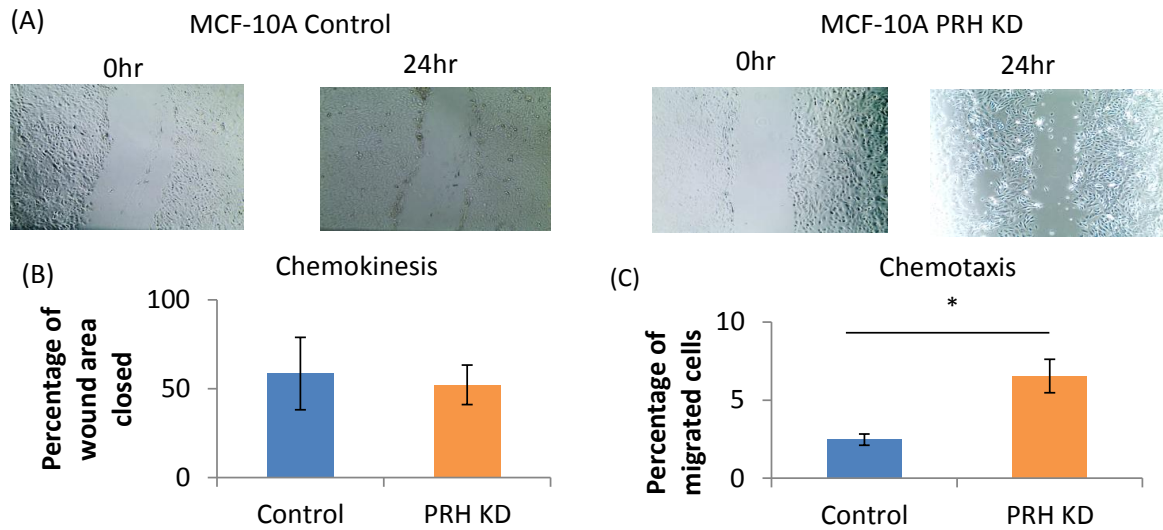 (A)
MCF-10A Control
MCF-10A PRH KD
0hr
24hr
0hr
24hr
(B)
Chemokinesis
Percentage of
wound area
closed
100
50
0
Control
PRH KD
(C)
Chemotaxis
*
Percentage of
migrated cells
10
5
0
Control
PRH KD